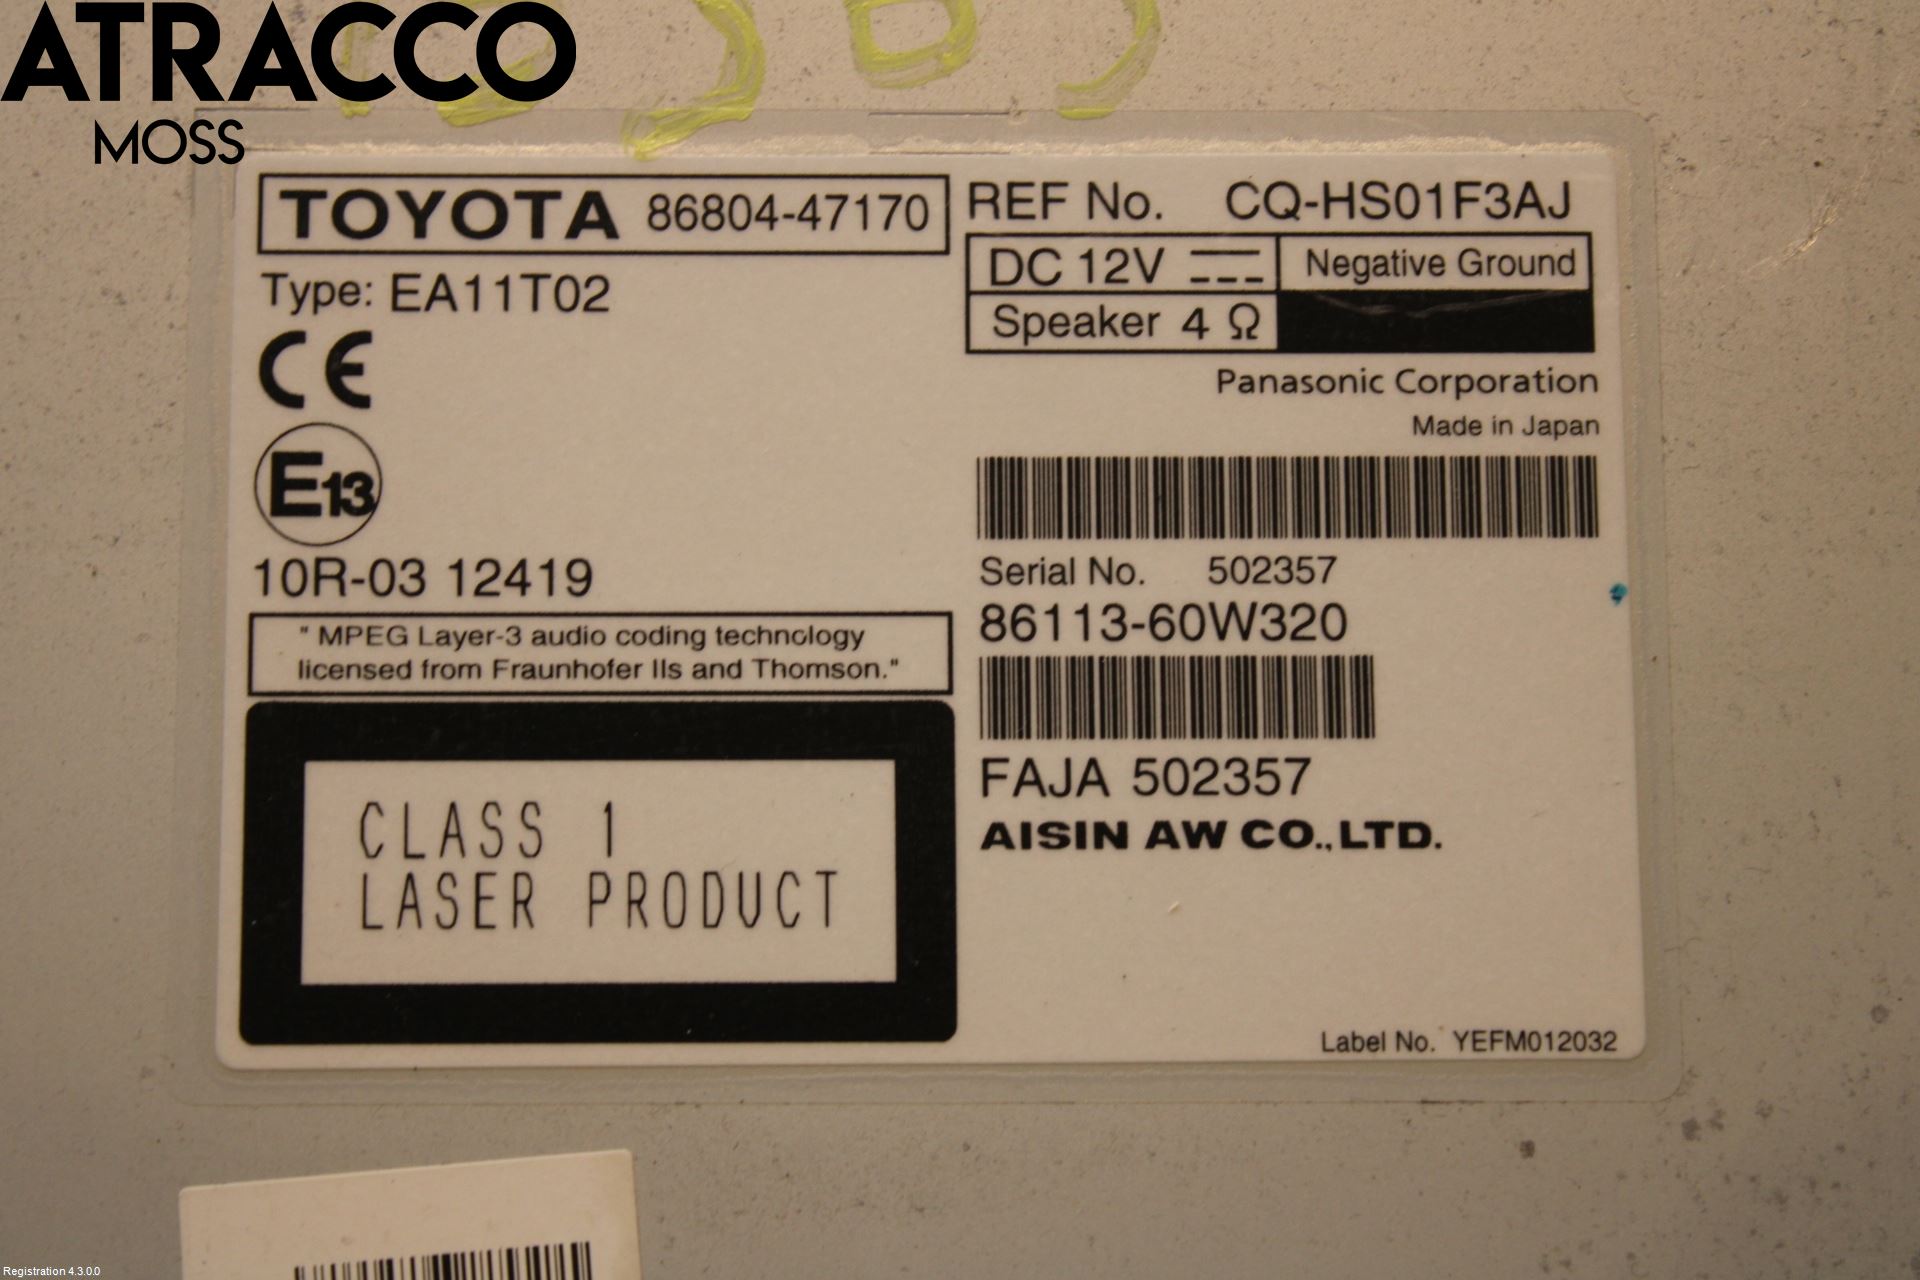 ATRACCO
MOSS
TOYOTA 86804-47170
Type: EA11T02
CE
E13
10R-03 12419
" MPEG Layer-3 audio coding technology
licensed from Fraunhofer IIs and Thomson."
CLASS 1
LASER PRODUCT
REF No. CQ-HS01F3AJ
DC 12V
Negative Ground
Speaker 4 Ω
Panasonic Corporation
Made in Japan
Serial No. 502357
86113-60W320
FAJA 502357
AISIN AW CO.,LTD.
Label No. YEFM012032
Registration 4.3.0.0